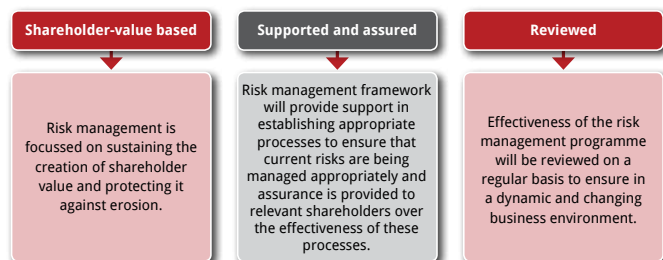 Shareholder-value based
Risk management is
focussed on sustaining the
creation of shareholder
value and protecting it
against erosion.
Supported and assured
Risk management framework
will provide support in
establishing appropriate
processes to ensure that
current risks are being
managed appropriately and
assurance is provided to
relevant shareholders over
the effectiveness of these
processes.
Reviewed
Effectiveness of the risk
management programme
will be reviewed on a
regular basis to ensure in
a dynamic and changing
business environment.